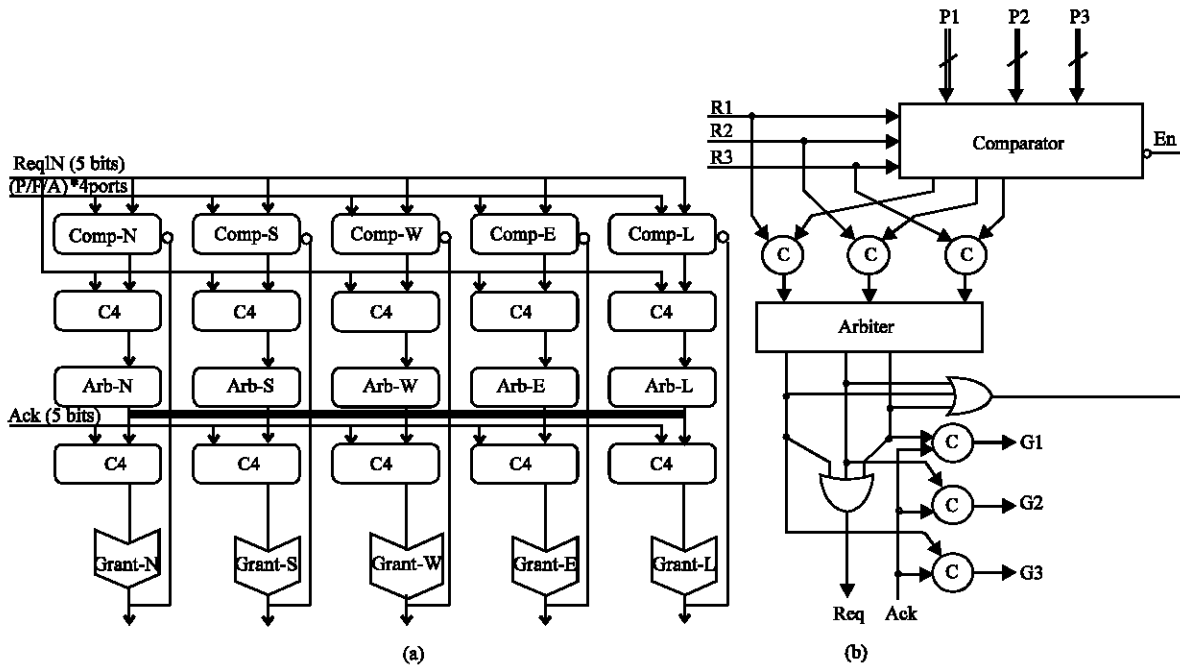 ReqlN (5 bits)
(P/F/A)*4ports
Comp-N Comp-S Comp-W Comp-E Comp-L
C4 C4 C4 C4 C4
Arb-N Arb-S Arb-W Arb-E Arb-L
Ack (5 bits)
C4 C4 C4 C4 C4
Grant-N Grant-S Grant-W Grant-E Grant-L
(a)
P1 P2 P3
R1
R2
R3
Comparator
En
C C C
Arbiter
C G1
C G2
C G3
Req Ack
(b)